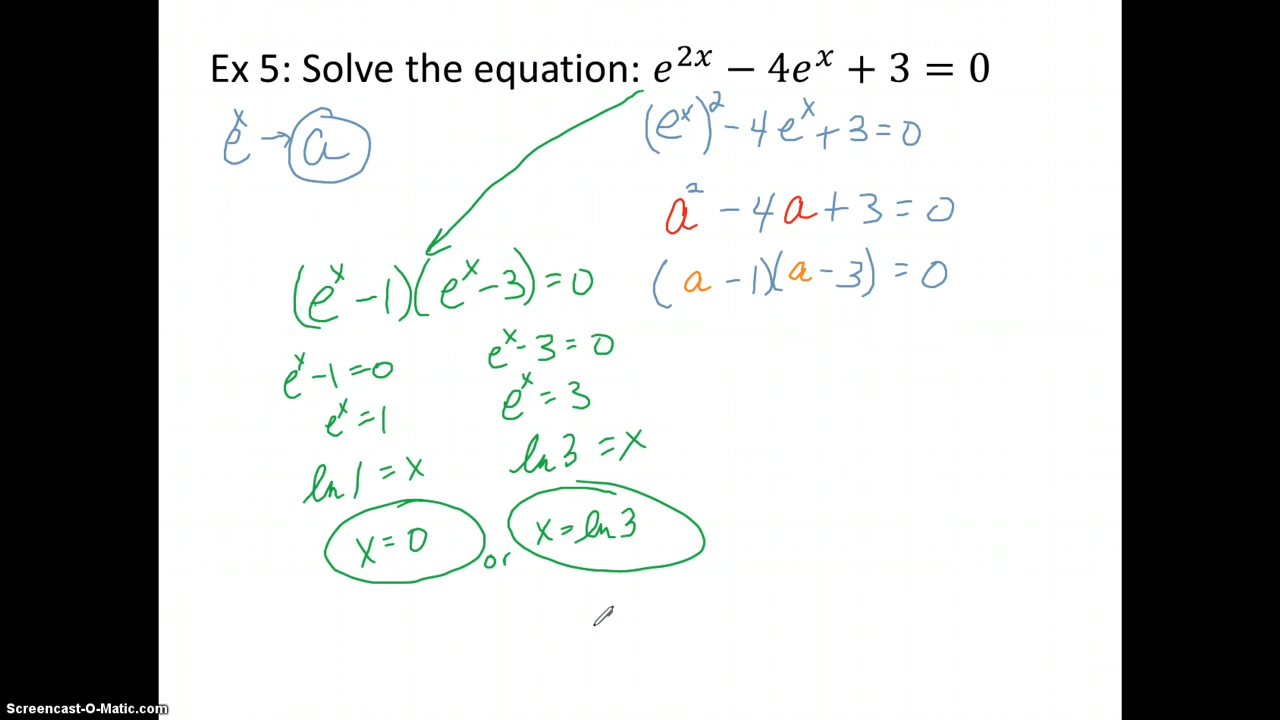 Ex 5: Solve the equation: e^{2x} − 4e^x + 3 = 0
e^x → a
(e^x)^2 - 4e^x + 3 = 0
a^2 - 4a + 3 = 0
(a - 1)(a - 3) = 0
(e^x - 1)(e^x - 3) = 0
e^x - 1 = 0
e^x = 1
ln 1 = x
x = 0
or
e^x - 3 = 0
e^x = 3
ln 3 = x
x = ln 3
Screencast-O-Matic.com